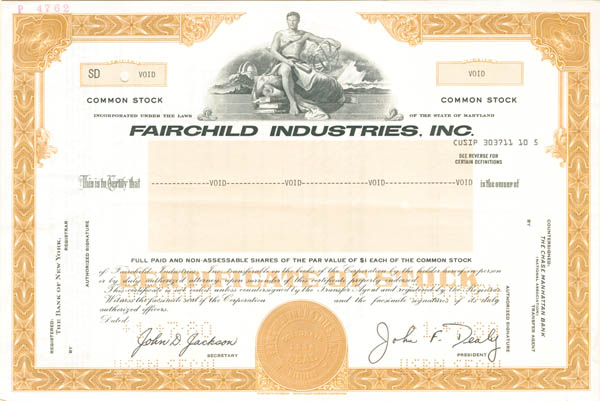 P 4762
SD VOID
VOID
COMMON STOCK
COMMON STOCK
INCORPORATED UNDER THE LAWS
OF THE STATE OF MARYLAND
FAIRCHILD INDUSTRIES, INC.
CUSIP 303711 10 5
SEE REVERSE FOR
CERTAIN DEFINITIONS
This is to Certify that ----------VOID----------VOID----------VOID----------VOID is the owner of
FULL PAID AND NON-ASSESSABLE SHARES OF THE PAR VALUE OF $1 EACH OF THE COMMON STOCK
of Fairchild Industries, Inc. transferable on the books of the Corporation by the holder hereof in person
or by duly authorized attorney, upon surrender of this certificate properly endorsed.
This certificate is not valid unless countersigned by the Transfer Agent and registered by the Registrar.
Witness the facsimile seal of the Corporation and the facsimile signatures of its duly
authorized officers.
Dated:
John D. Jackson
SECRETARY
John F. Dealy
PRESIDENT
REGISTERED:
THE BANK OF NEW YORK,
REGISTRAR
AUTHORIZED SIGNATURE
COUNTERSIGNED:
THE CHASE MANHATTAN BANK
(NATIONAL ASSOCIATION)
TRANSFER AGENT
AUTHORIZED SIGNATURE